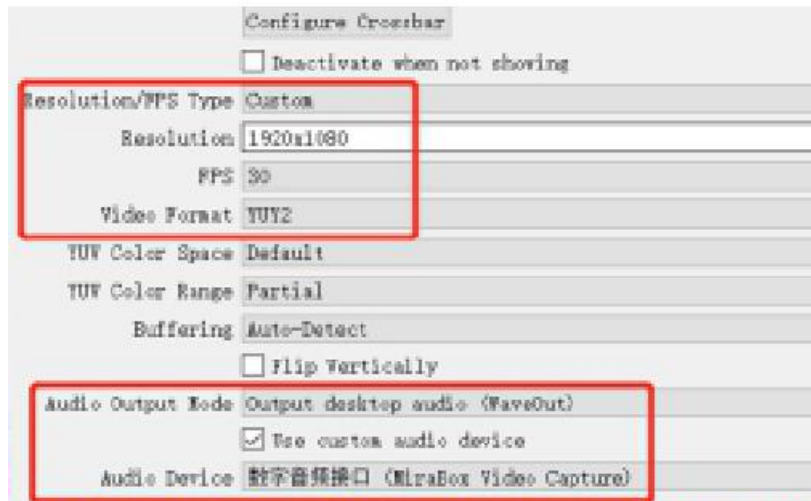 Configure Crossbar
Deactivate when not showing
Resolution/FPS Type Custom
Resolution 1920x1080
FPS 30
Video Format YUY2
YUV Color Space Default
YUV Color Range Partial
Buffering Auto-Detect
Flip Vertically
Audio Output Mode Output desktop audio (WaveOut)
Use custom audio device
Audio Device 数字音频接口 (MiraBox Video Capture)